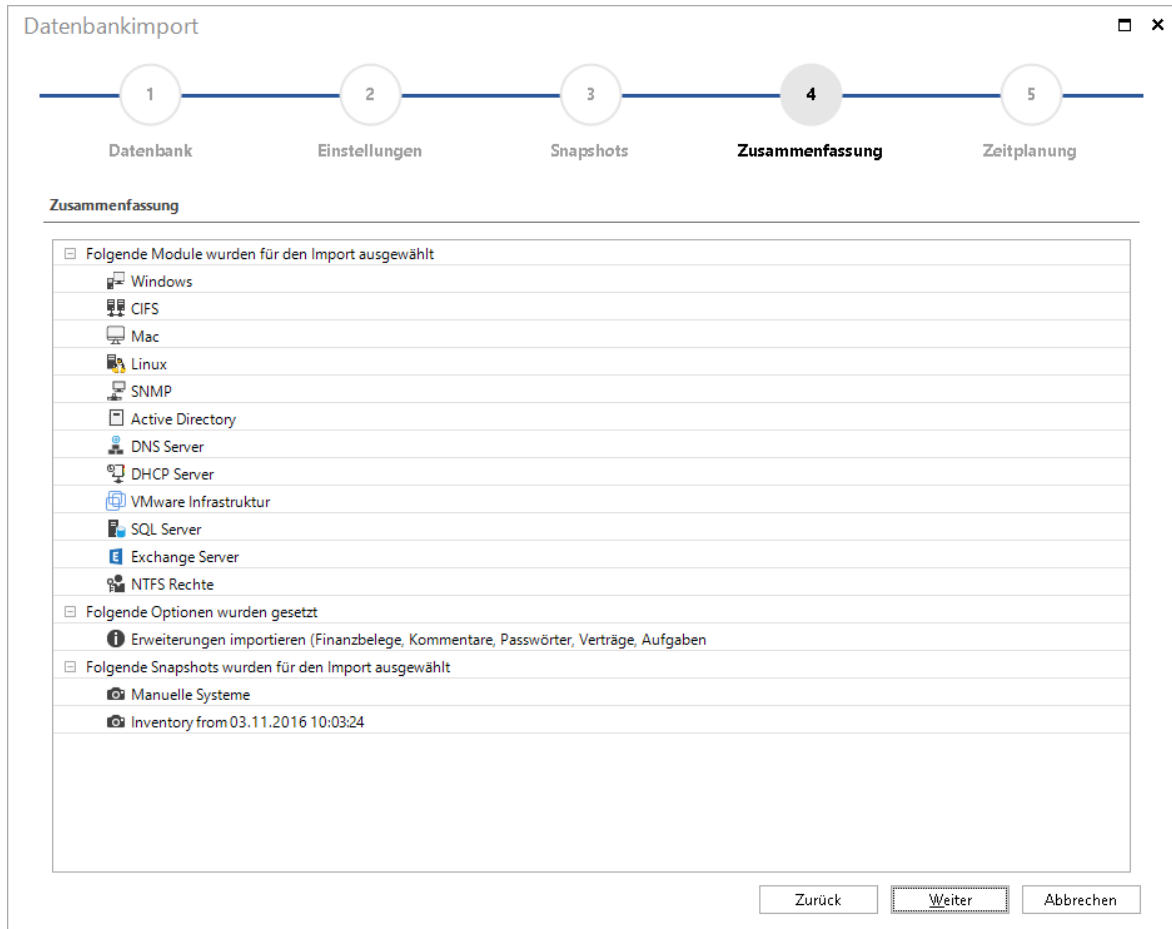 Datenbankimport
1
2
3
4
5
Datenbank
Einstellungen
Snapshots
Zusammenfassung
Zeitplanung
Zusammenfassung
Folgende Module wurden für den Import ausgewählt
Windows
CIFS
Mac
Linux
SNMP
Active Directory
DNS Server
DHCP Server
VMware Infrastruktur
SQL Server
Exchange Server
NTFS Rechte
Folgende Optionen wurden gesetzt
Erweiterungen importieren (Finanzbelege, Kommentare, Passwörter, Verträge, Aufgaben
Folgende Snapshots wurden für den Import ausgewählt
Manuelle Systeme
Inventory from 03.11.2016 10:03:24
Zurück
Weiter
Abbrechen